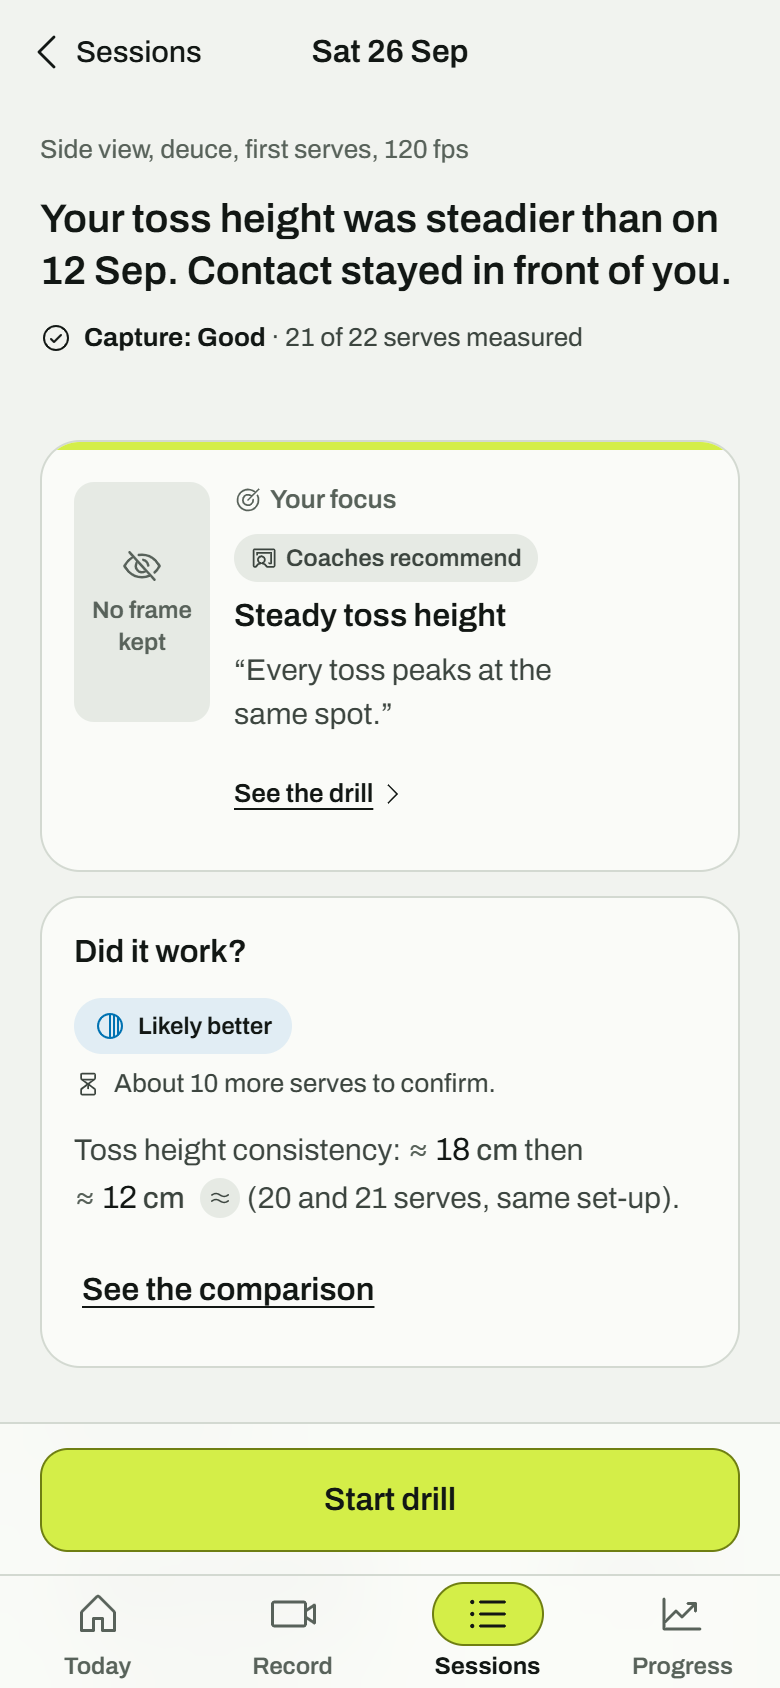 Sessions
Sat 26 Sep
Side view, deuce, first serves, 120 fps
Your toss height was steadier than on
12 Sep. Contact stayed in front of you.
Capture: Good · 21 of 22 serves measured
Your focus
No frame
kept
Coaches recommend
Steady toss height
“Every toss peaks at the
same spot.”
See the drill
Did it work?
Likely better
About 10 more serves to confirm.
Toss height consistency: ≈ 18 cm then
≈ 12 cm ≈ (20 and 21 serves, same set-up).
See the comparison
Start drill
Today
Record
Sessions
Progress